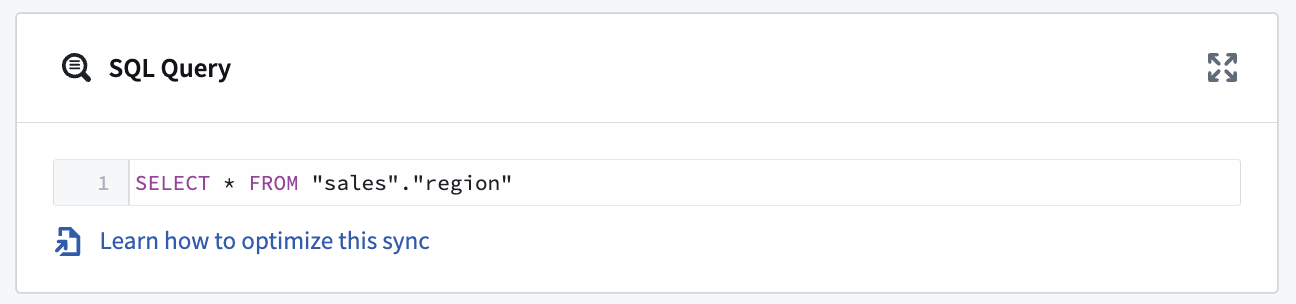 SQL Query
1 SELECT * FROM "sales"."region"
Learn how to optimize this sync